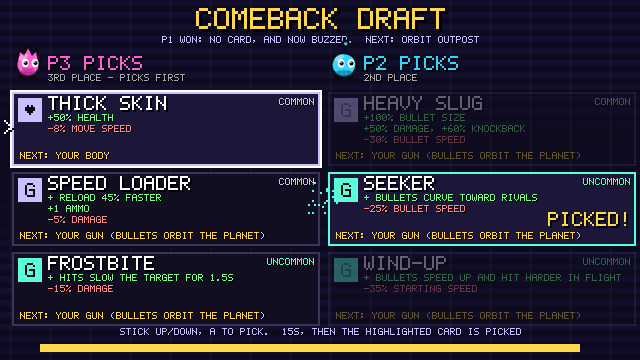 COMEBACK DRAFT
P1 WON: NO CARD, AND NOW BUZZED. NEXT: ORBIT OUTPOST
P3 PICKS
3RD PLACE - PICKS FIRST
THICK SKIN
COMMON
+50% HEALTH
-8% MOVE SPEED
NEXT: YOUR BODY
G
SPEED LOADER
COMMON
+ RELOAD 45% FASTER
+1 AMMO
-5% DAMAGE
NEXT: YOUR GUN (BULLETS ORBIT THE PLANET)
G
FROSTBITE
UNCOMMON
+ HITS SLOW THE TARGET FOR 1.5S
-15% DAMAGE
NEXT: YOUR GUN (BULLETS ORBIT THE PLANET)
P2 PICKS
2ND PLACE
G
HEAVY SLUG
COMMON
+100% BULLET SIZE
+50% DAMAGE, +60% KNOCKBACK
-30% BULLET SPEED
NEXT: YOUR GUN (BULLETS ORBIT THE PLANET)
G
SEEKER
UNCOMMON
+ BULLETS CURVE TOWARD RIVALS
-25% BULLET SPEED
PICKED!
NEXT: YOUR GUN (BULLETS ORBIT THE PLANET)
G
WIND-UP
UNCOMMON
+ BULLETS SPEED UP AND HIT HARDER IN FLIGHT
-35% STARTING SPEED
NEXT: YOUR GUN (BULLETS ORBIT THE PLANET)
STICK UP/DOWN, A TO PICK. 15S, THEN THE HIGHLIGHTED CARD IS PICKED